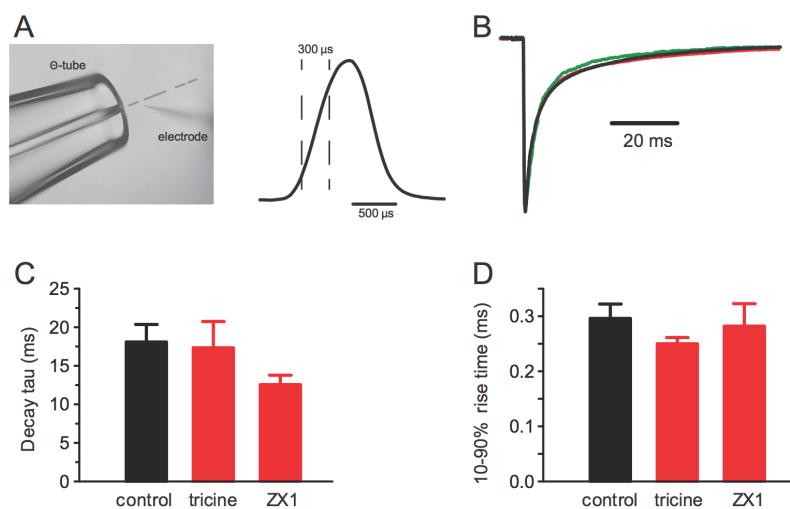 A
Θ-tube
electrode
300 µs
500 µs
B
20 ms
C
Decay tau (ms)
25
20
15
10
5
0
control tricine ZX1
D
10-90% rise time (ms)
0.3
0.2
0.1
0.0
control tricine ZX1